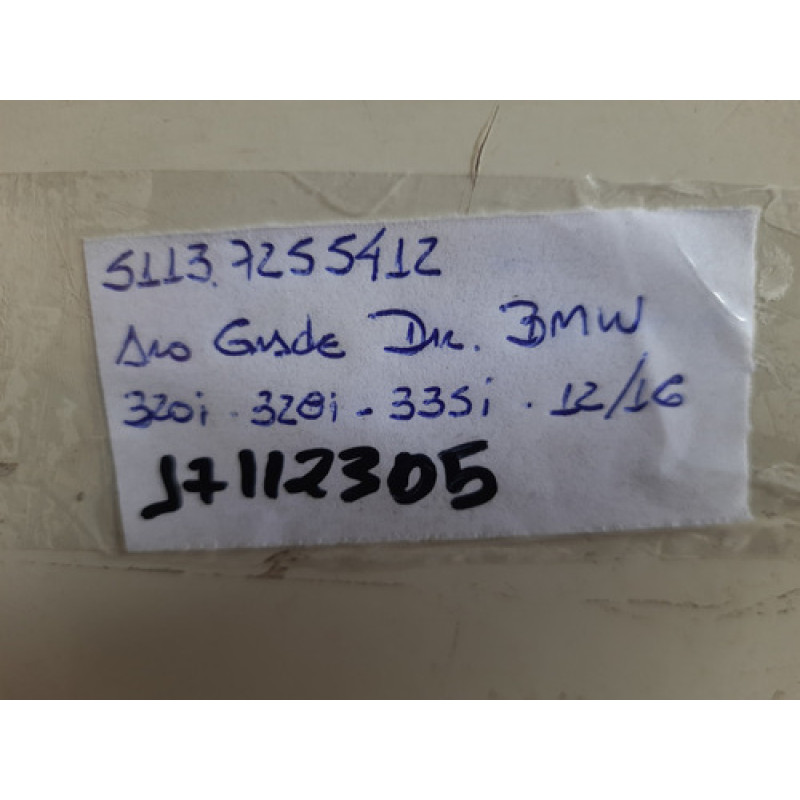 5113.7255412
Aro Grade Dir. BMW
320i - 328i - 335i . 12/16
J7112305